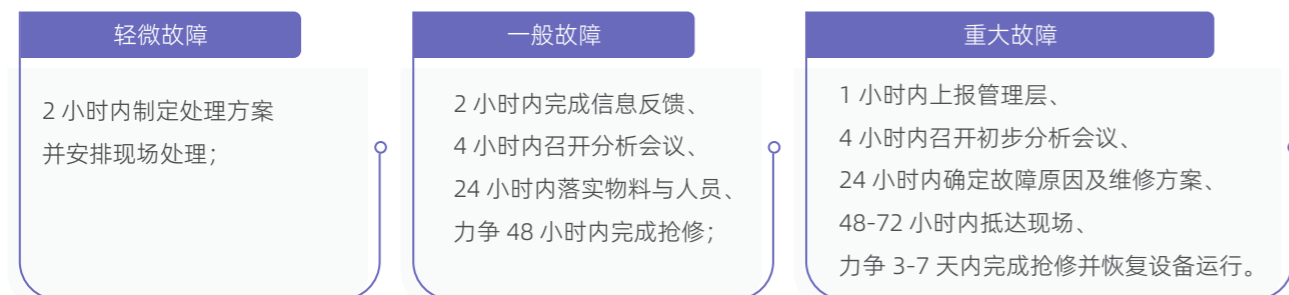 轻微故障
2 小时内制定处理方案
并安排现场处理；
一般故障
2 小时内完成信息反馈、
4 小时内召开分析会议、
24 小时内落实物料与人员、
力争 48 小时内完成抢修；
重大故障
1 小时内上报管理层、
4 小时内召开初步分析会议、
24 小时内确定故障原因及维修方案、
48-72 小时内抵达现场、
力争 3-7 天内完成抢修并恢复设备运行。